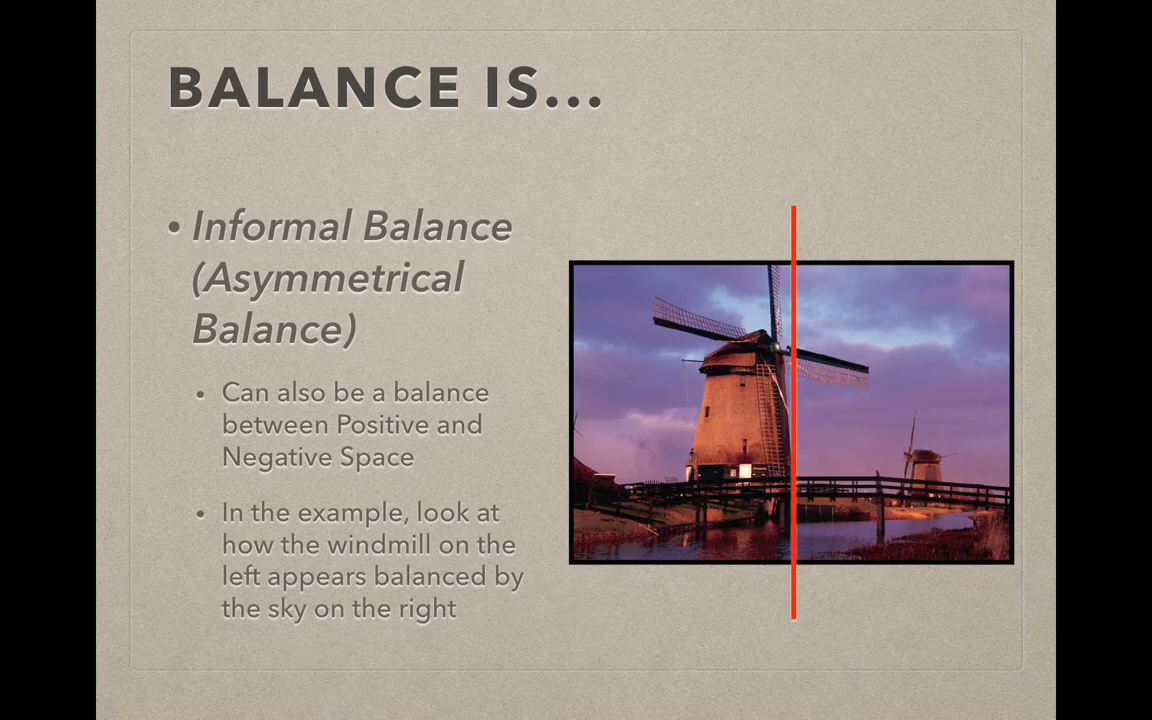 BALANCE IS...
• Informal Balance
(Asymmetrical
Balance)
• Can also be a balance
between Positive and
Negative Space
• In the example, look at
how the windmill on the
left appears balanced by
the sky on the right